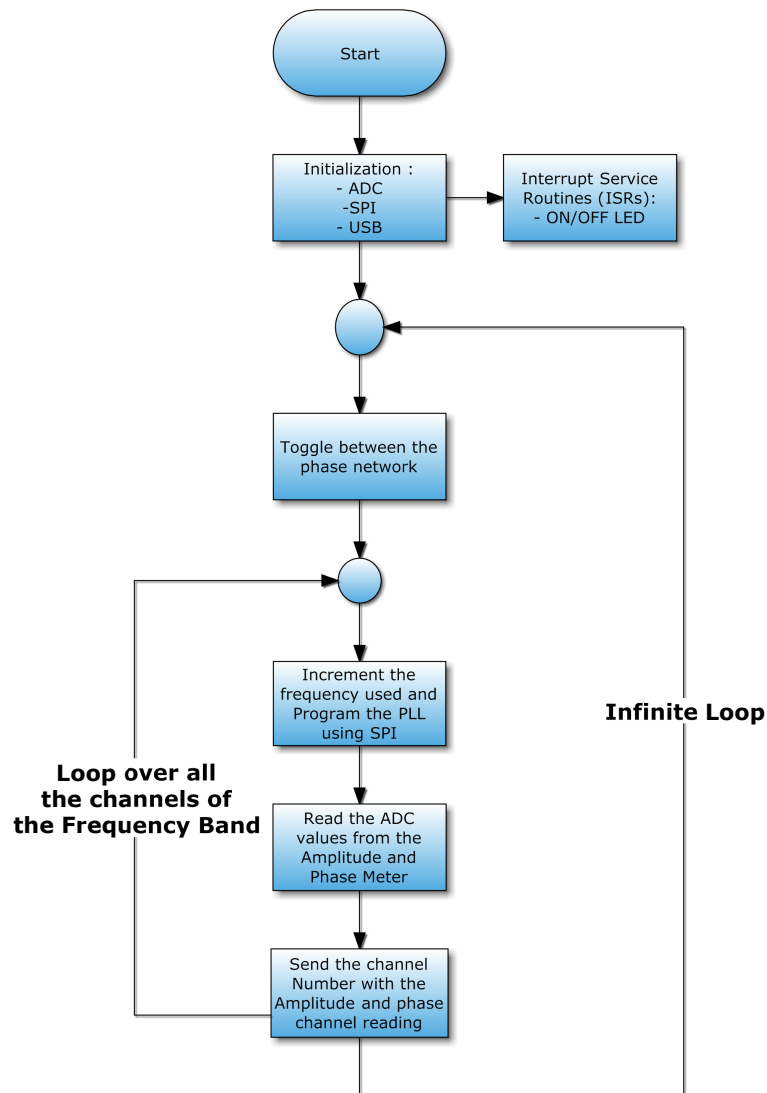 Start
Initialization :
- ADC
-SPI
- USB
Interrupt Service
Routines (ISRs):
- ON/OFF LED
Toggle between the
phase network
Increment the
frequency used and
Program the PLL
using SPI
Infinite Loop
Loop over all
the channels of
the Frequency Band
Read the ADC
values from the
Amplitude and
Phase Meter
Send the channel
Number with the
Amplitude and phase
channel reading